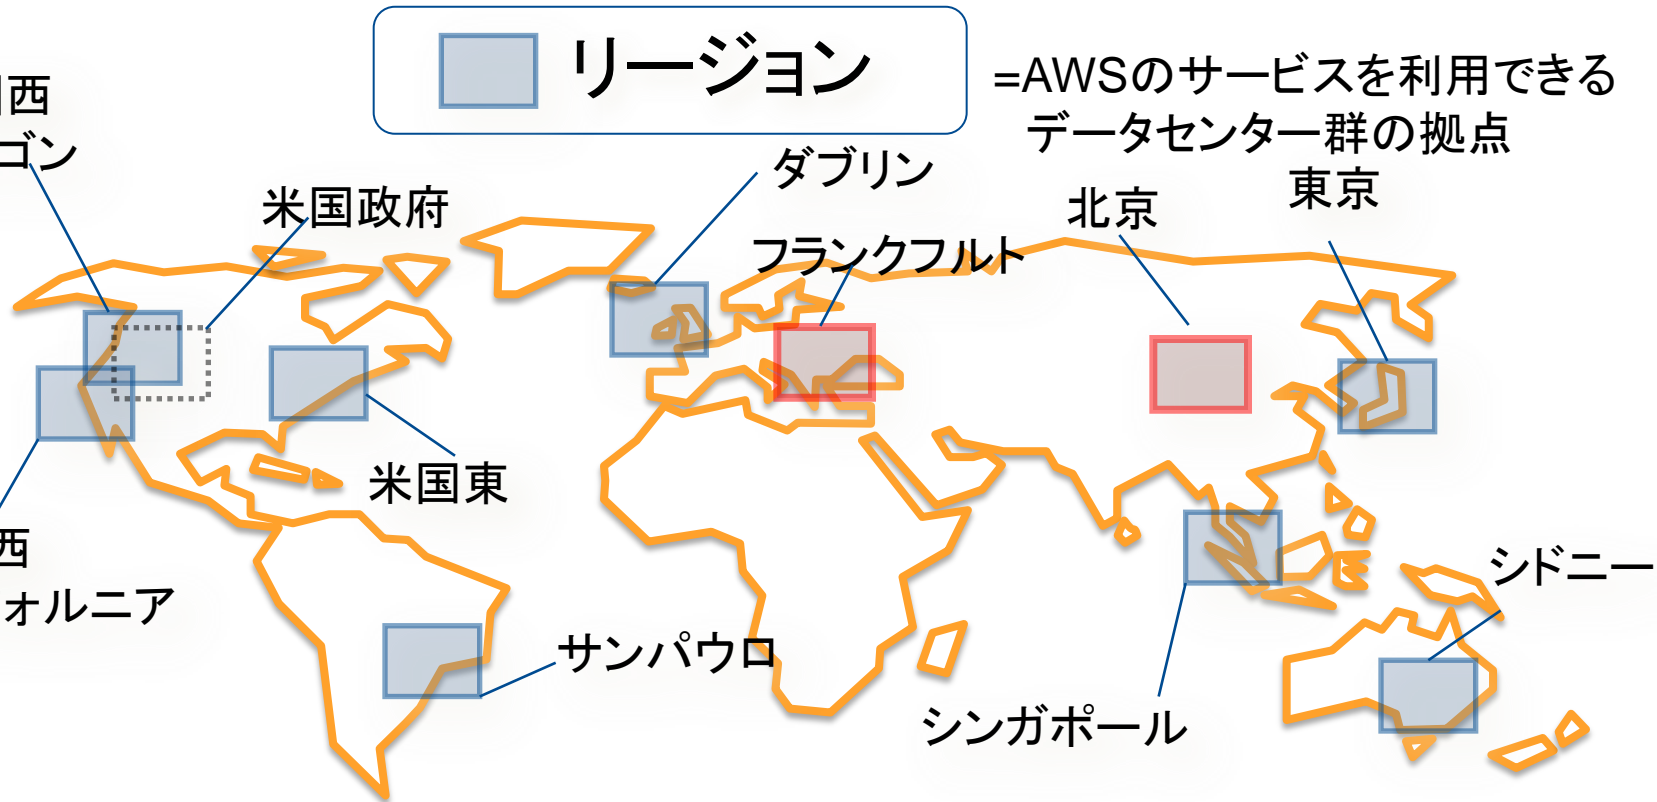 リージョン
=AWSのサービスを利用できる
データセンター群の拠点
西
ゴン
米国政府
ダブリン
フランクフルト
北京
東京
米国東
西
ォルニア
サンパウロ
シンガポール
シドニー